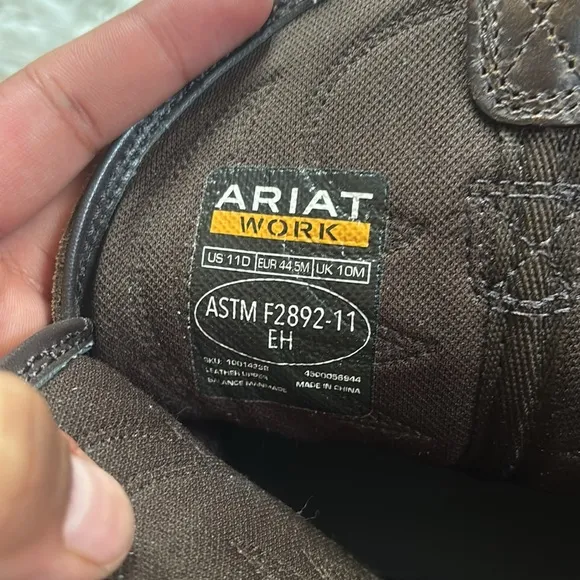 ARIAT
WORK
US 11D EUR 44.5M UK 10M
ASTM F2892-11
EH
SKU: 4500056944
LEATHER UPPER
BALANCE MANMADE MADE IN CHINA